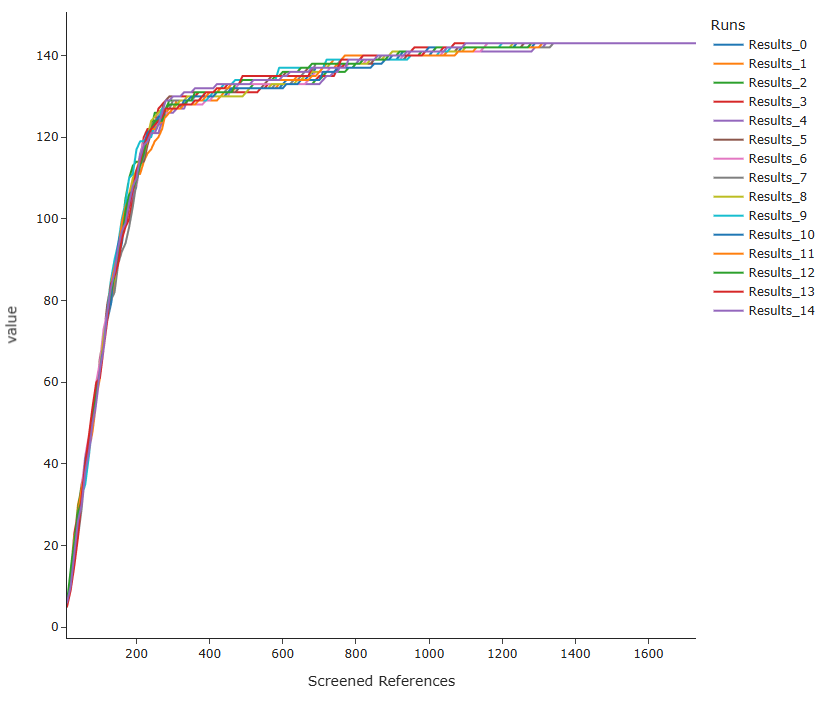 Runs
Results_0
Results_1
Results_2
Results_3
Results_4
Results_5
Results_6
Results_7
Results_8
Results_9
Results_10
Results_11
Results_12
Results_13
Results_14
140
120
100
80
60
40
20
0
value
200 400 600 800 1000 1200 1400 1600
Screened References